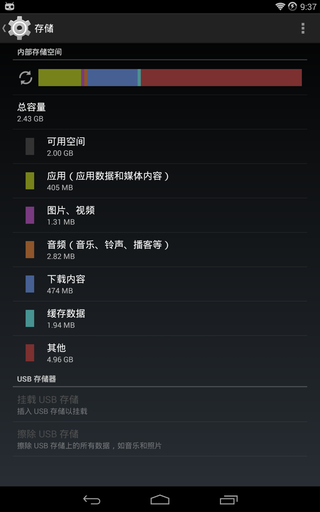 9:37
存储
内部存储空间
总容量
2.43 GB
可用空间
2.00 GB
应用（应用数据和媒体内容）
405 MB
图片、视频
1.31 MB
音频（音乐、铃声、播客等）
2.82 MB
下载内容
474 MB
缓存数据
1.94 MB
其他
4.96 GB
USB 存储器
挂载 USB 存储
插入 USB 存储以挂载
擦除 USB 存储
擦除 USB 存储上的所有数据，如音乐和照片